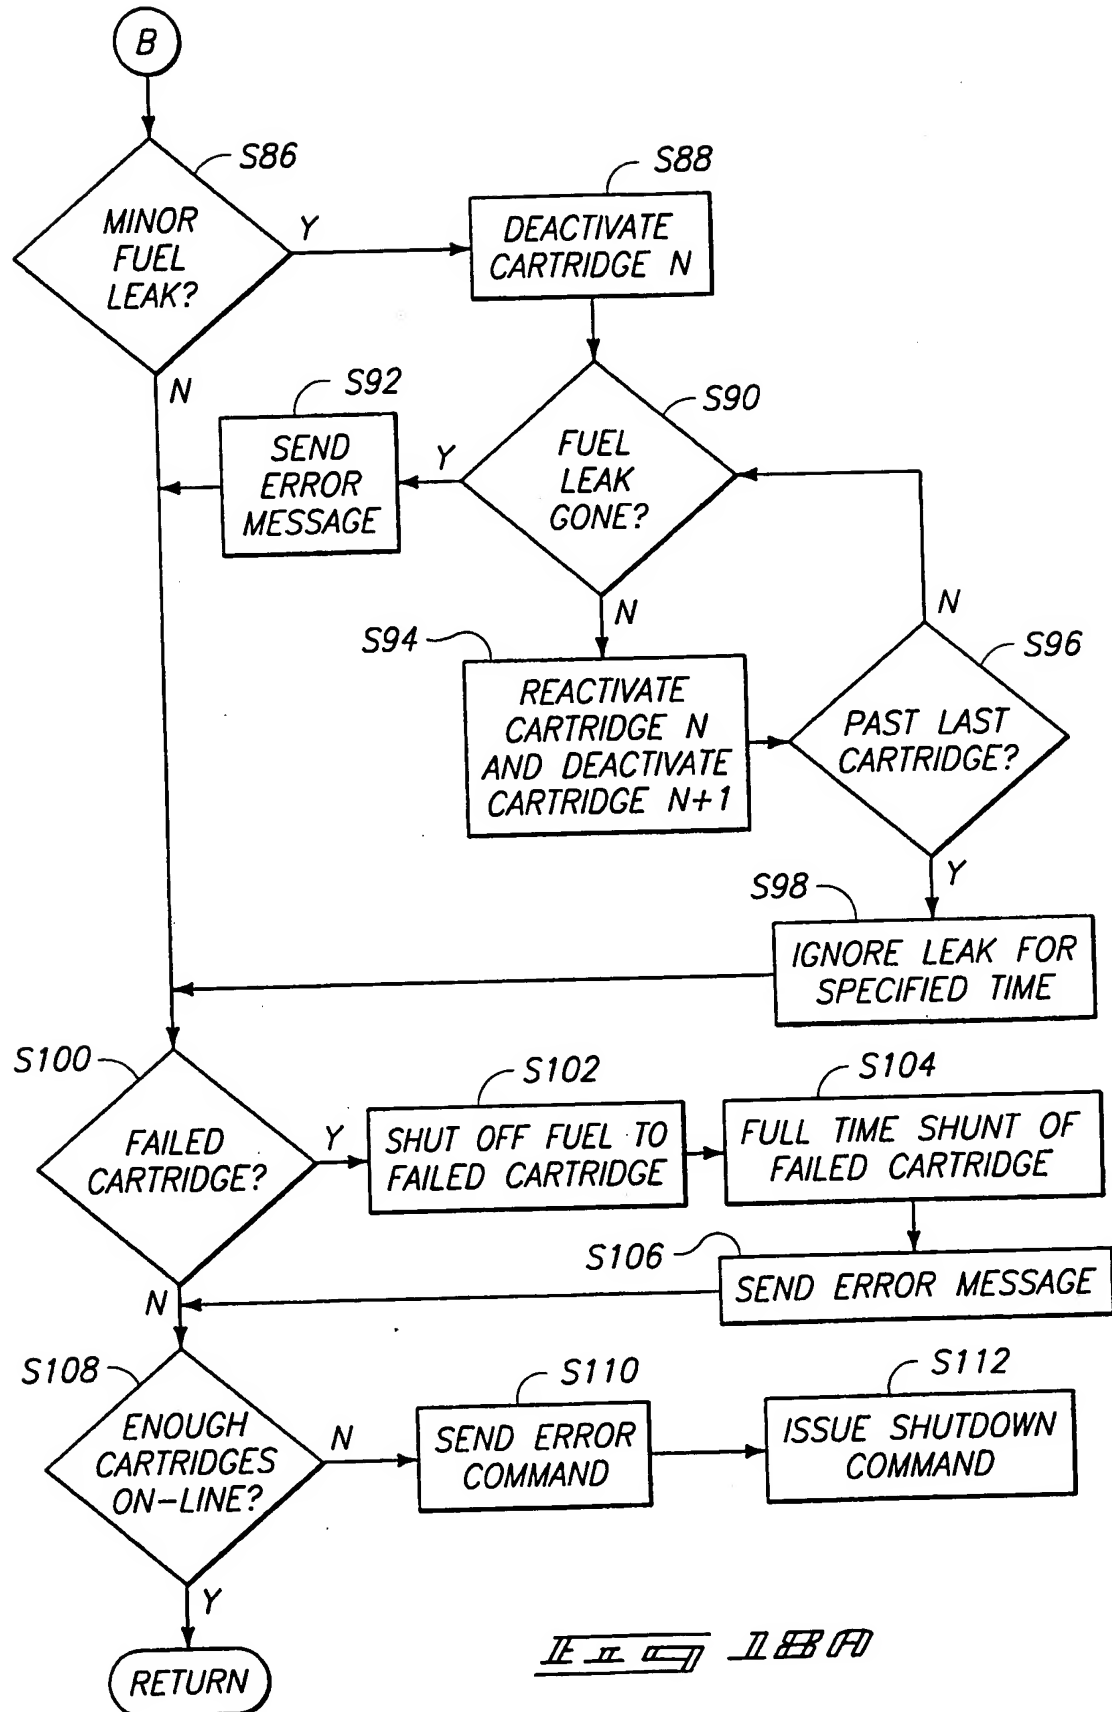 B
S86
MINOR
FUEL
LEAK?
Y
N
S88
DEACTIVATE
CARTRIDGE N
S92
SEND
ERROR
MESSAGE
Y
S90
FUEL
LEAK
GONE?
N
S94
REACTIVATE
CARTRIDGE N
AND DEACTIVATE
CARTRIDGE N+1
N
S96
PAST LAST
CARTRIDGE?
Y
S98
IGNORE LEAK FOR
SPECIFIED TIME
S100
FAILED
CARTRIDGE?
Y
N
S102
SHUT OFF FUEL TO
FAILED CARTRIDGE
S104
FULL TIME SHUNT OF
FAILED CARTRIDGE
S106
SEND ERROR MESSAGE
S108
ENOUGH
CARTRIDGES
ON-LINE?
N
Y
S110
SEND ERROR
COMMAND
S112
ISSUE SHUTDOWN
COMMAND
RETURN
FIG 18A